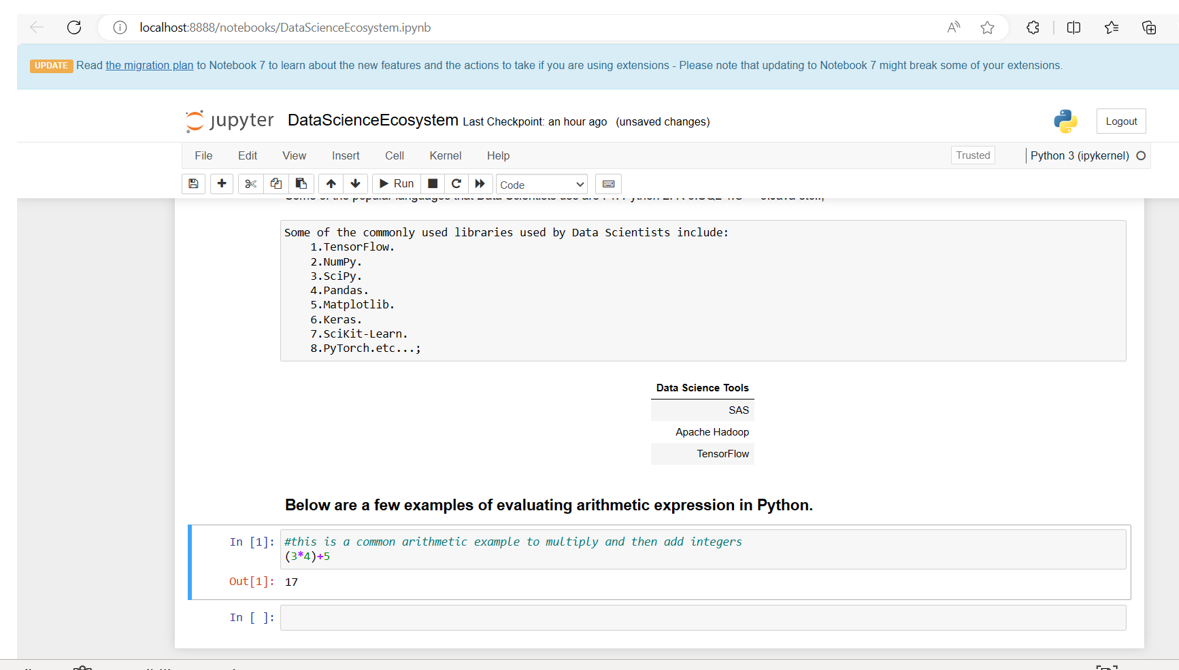 localhost:8888/notebooks/DataScienceEcosystem.ipynb
UPDATE Read the migration plan to Notebook 7 to learn about the new features and the actions to take if you are using extensions - Please note that updating to Notebook 7 might break some of your extensions.
jupyter DataScienceEcosystem Last Checkpoint: an hour ago (unsaved changes)
Logout
File Edit View Insert Cell Kernel Help
Trusted
Python 3 (ipykernel)
Run
Code
Some of the commonly used libraries used by Data Scientists include:
1.TensorFlow.
2.NumPy.
3.SciPy.
4.Pandas.
5.Matplotlib.
6.Keras.
7.SciKit-Learn.
8.PyTorch.etc...;
Data Science Tools
SAS
Apache Hadoop
TensorFlow
Below are a few examples of evaluating arithmetic expression in Python.
In [1]: #this is a common arithmetic example to multiply and then add integers
(3*4)+5
Out[1]: 17
In [ ]: